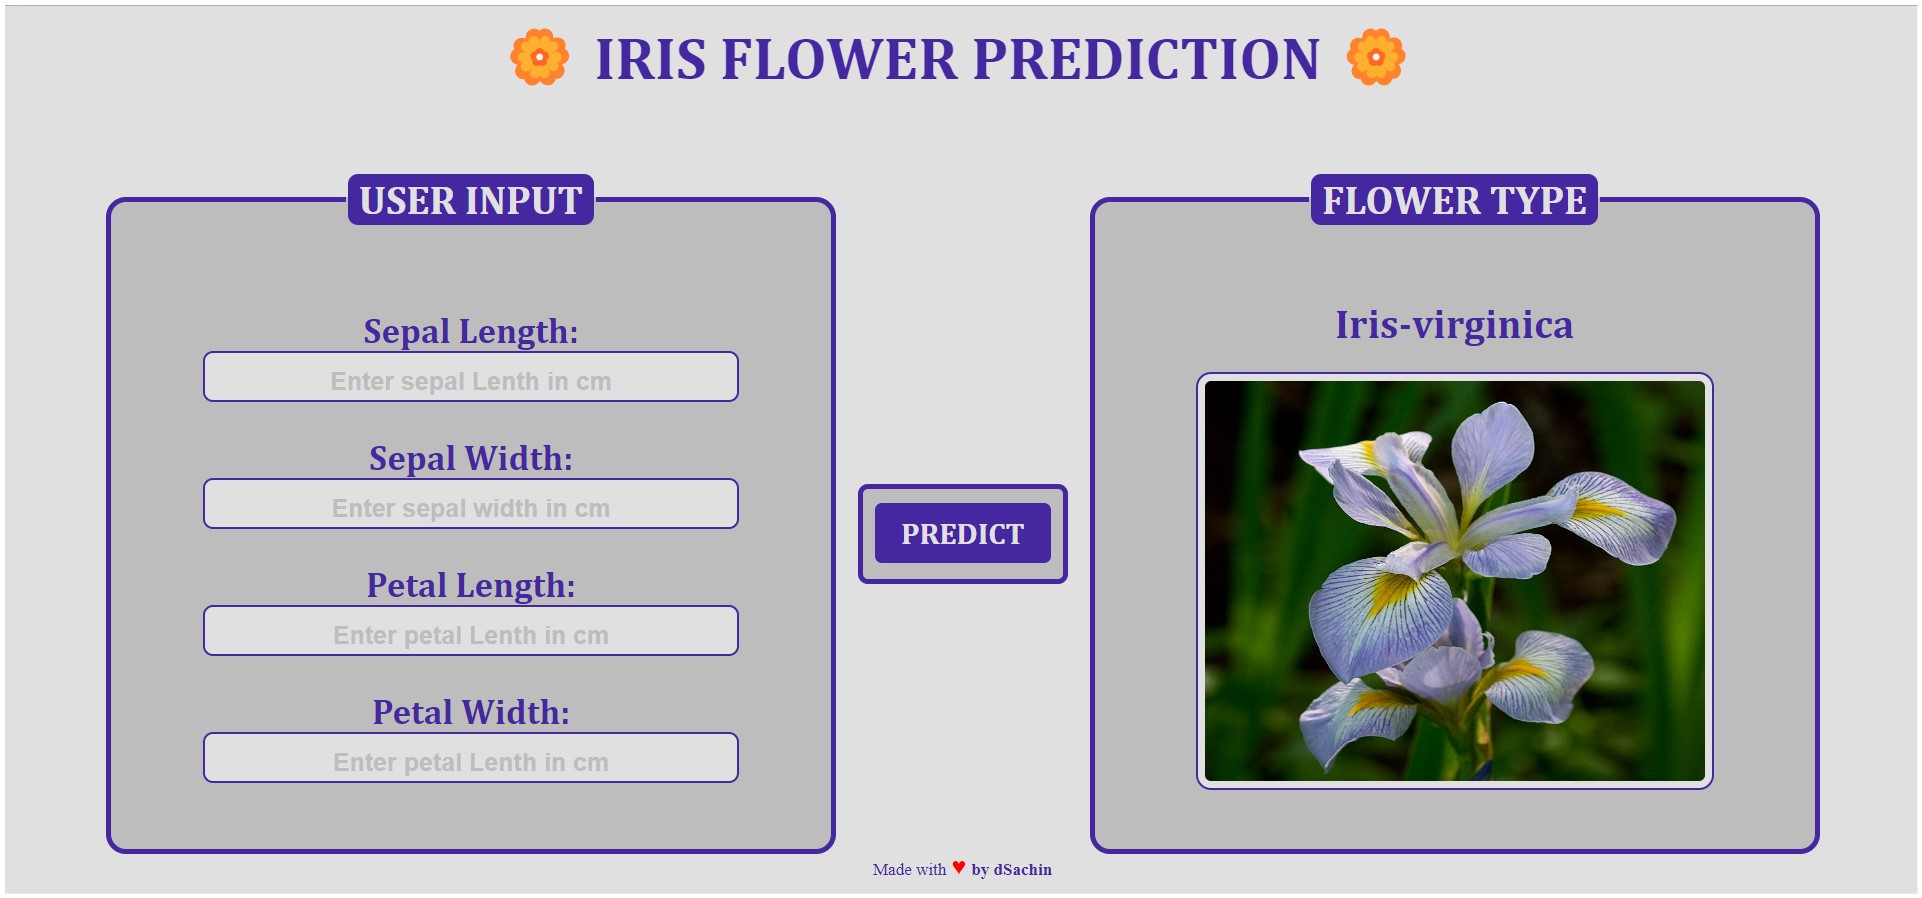 IRIS FLOWER PREDICTION
USER INPUT
Sepal Length:
Enter sepal Lenth in cm
Sepal Width:
Enter sepal width in cm
Petal Length:
Enter petal Lenth in cm
Petal Width:
Enter petal Lenth in cm
PREDICT
FLOWER TYPE
Iris-virginica
Made with ♥ by dSachin